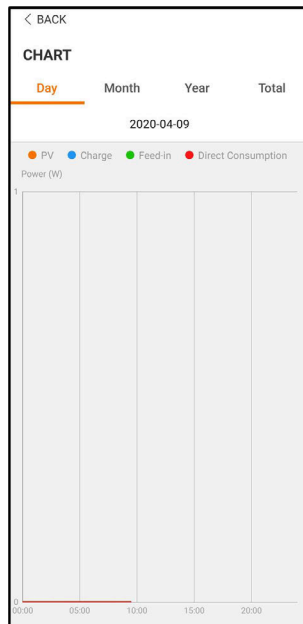 < BACK
CHART
Day Month Year Total
2020-04-09
PV Charge Feed-in Direct Consumption
Power (W)
1
0
00:00 05:00 10:00 15:00 20:00